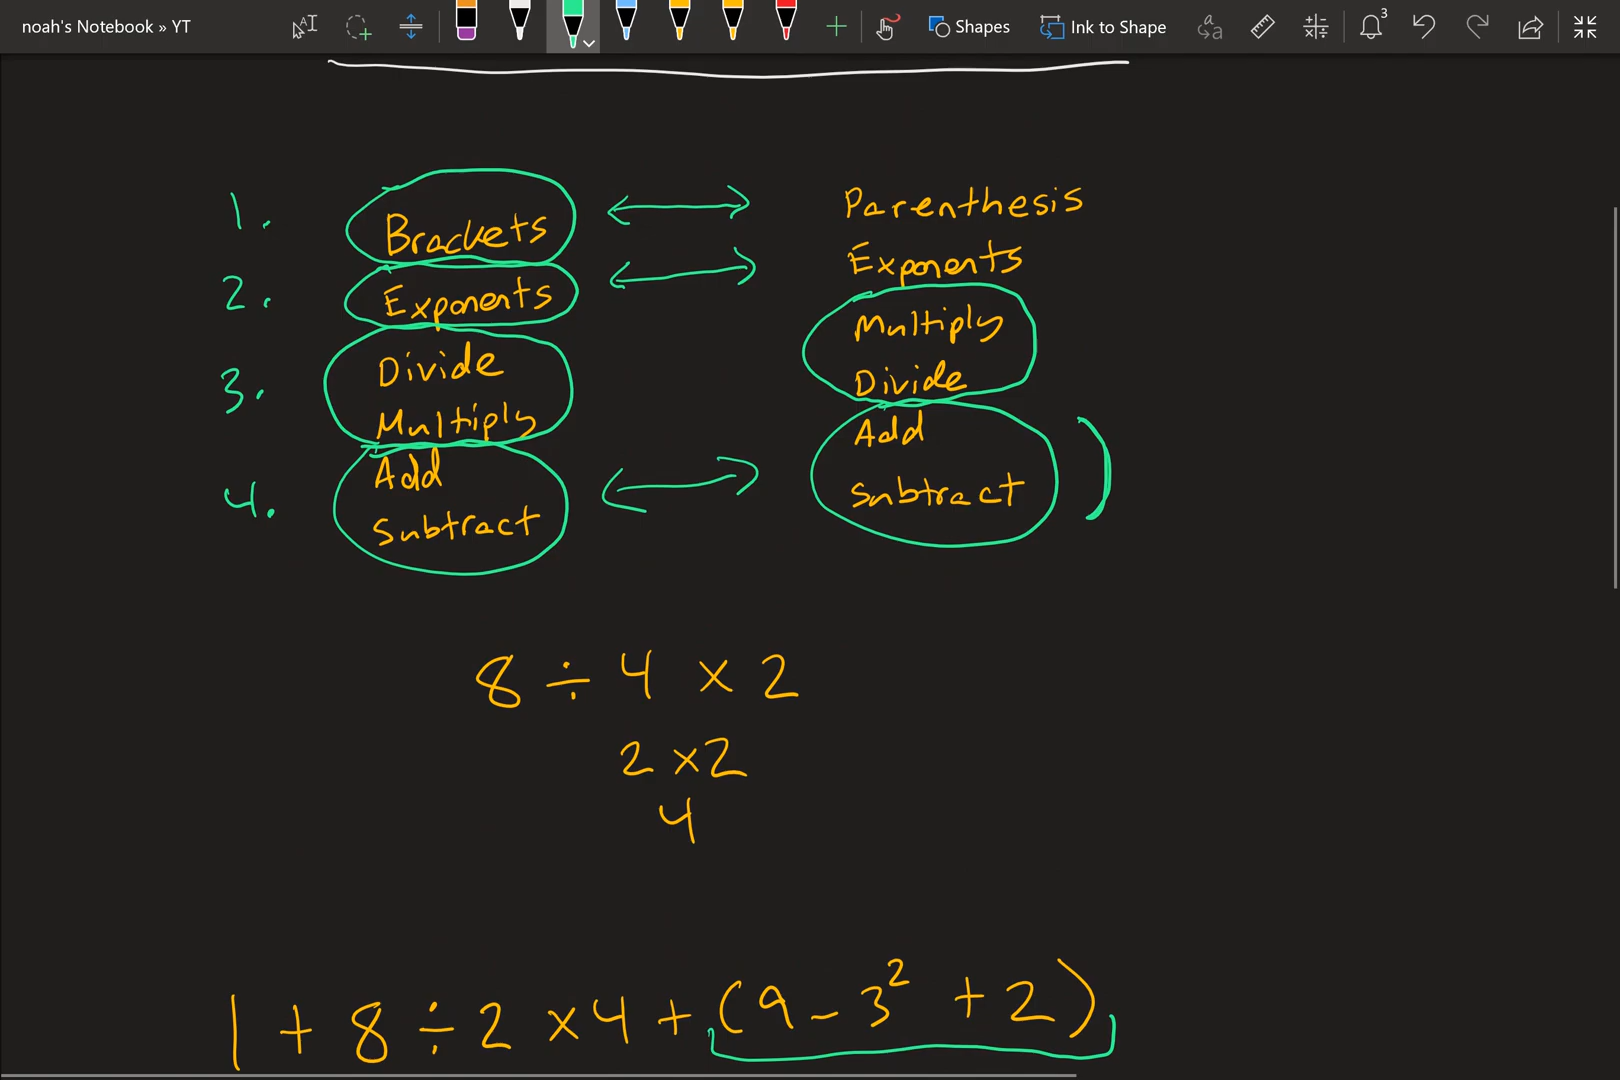 noah's Notebook » YT
Shapes
Ink to Shape
3
1. Brackets ↔ Parenthesis
2. Exponents ↔ Exponents
3. Divide
Multiply
Multiply
Divide
4. Add
Subtract
↔
Add
Subtract
8 ÷ 4 × 2
2 × 2
4
1 + 8 ÷ 2 × 4 + (9 - 3² + 2)